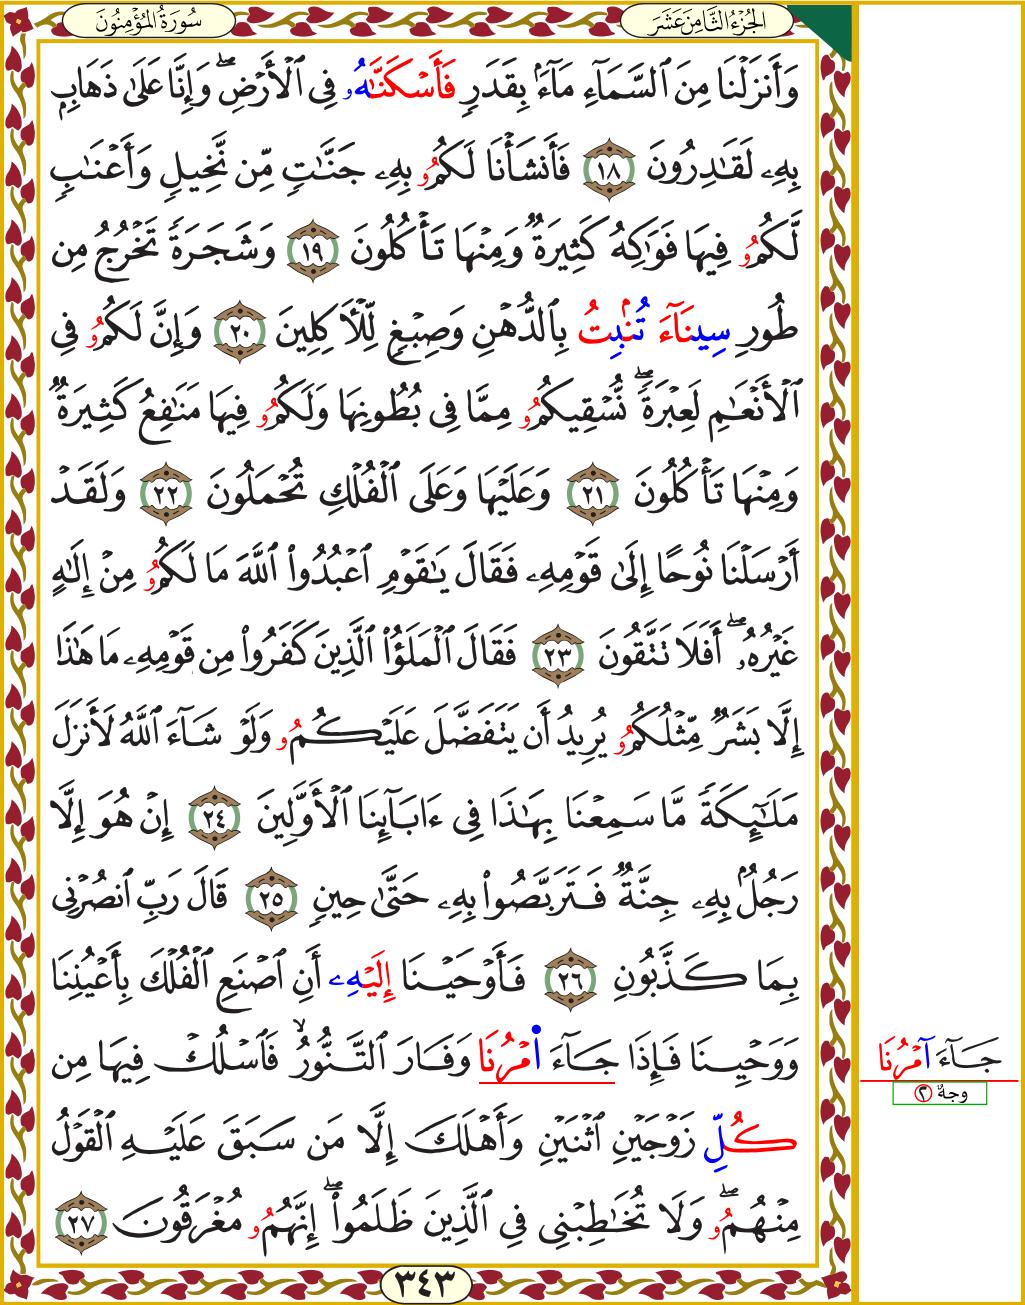 الجُزْءُ الثَّامِنَ عَشَرَ
سُورَةُ المُؤْمِنُونَ
وَأَنزَلْنَا مِنَ ٱلسَّمَآءِ مَآءَۢ بِقَدَرٖ فَأَسْكَنَّٰهُۥ فِي ٱلْأَرْضِۖ وَإِنَّا عَلَىٰ ذَهَابِۭ
بِهِۦ لَقَٰدِرُونَ ١٨ فَأَنشَأْنَا لَكُمُۥ بِهِۦ جَنَّٰتٖ مِّن نَّخِيلٖ وَأَعْنَٰبٖ
لَّكُمُۥ فِيهَا فَوَٰكِهُ كَثِيرَةٞ وَمِنْهَا تَأْكُلُونَ ١٩ وَشَجَرَةٗ تَخْرُجُ مِن
طُورِ سِينَآءَ تُنۢبِتُ بِٱلدُّهْنِ وَصِبْغٖ لِّلْأٓكِلِينَ ٢٠ وَإِنَّ لَكُمُۥ فِي
ٱلْأَنْعَٰمِ لَعِبْرَةٗۖ نُّسْقِيكُمُۥ مِمَّا فِي بُطُونِهَا وَلَكُمُۥ فِيهَا مَنَٰفِعُ كَثِيرَةٞ
وَمِنْهَا تَأْكُلُونَ ٢١ وَعَلَيْهَا وَعَلَى ٱلْفُلْكِ تُحْمَلُونَ ٢٢ وَلَقَدْ
أَرْسَلْنَا نُوحًا إِلَىٰ قَوْمِهِۦ فَقَالَ يَٰقَوْمِ ٱعْبُدُوا۟ ٱللَّهَ مَا لَكُمُۥ مِنْ إِلَٰهٍ
غَيْرُهُۥٓۖ أَفَلَا تَتَّقُونَ ٢٣ فَقَالَ ٱلْمَلَؤُا۟ ٱلَّذِينَ كَفَرُوا۟ مِن قَوْمِهِۦ مَا هَٰذَا
إِلَّا بَشَرٞ مِّثْلُكُمُۥ يُرِيدُ أَن يَتَفَضَّلَ عَلَيْكُمُۥ وَلَوْ شَآءَ ٱللَّهُ لَأَنزَلَ
مَلَٰٓئِكَةٗ مَّا سَمِعْنَا بِهَٰذَا فِي ءَابَآئِنَا ٱلْأَوَّلِينَ ٢٤ إِنْ هُوَ إِلَّا
رَجُلُۢ بِهِۦ جِنَّةٞ فَتَرَبَّصُوا۟ بِهِۦ حَتَّىٰ حِينٖ ٢٥ قَالَ رَبِّ ٱنصُرْنِي
بِمَا كَذَّبُونِ ٢٦ فَأَوْحَيْنَا إِلَيْهِۦ أَنِ ٱصْنَعِ ٱلْفُلْكَ بِأَعْيُنِنَا
وَوَحْيِنَا فَإِذَا جَآءَ ا۬مْرُنَا وَفَارَ ٱلتَّنُّورُۙ فَٱسْلُكْ فِيهَا مِن
كُلِّ زَوْجَيْنِ ٱثْنَيْنِ وَأَهْلَكَ إِلَّا مَن سَبَقَ عَلَيْهِ ٱلْقَوْلُ
مِنْهُمُۥۖ وَلَا تُخَٰطِبْنِي فِي ٱلَّذِينَ ظَلَمُوا۟ۖ إِنَّهُمُۥ مُغْرَقُونَ ٢٧
جَآءَ آمْرُنَا
وجهٌ ٢
٣٤٣